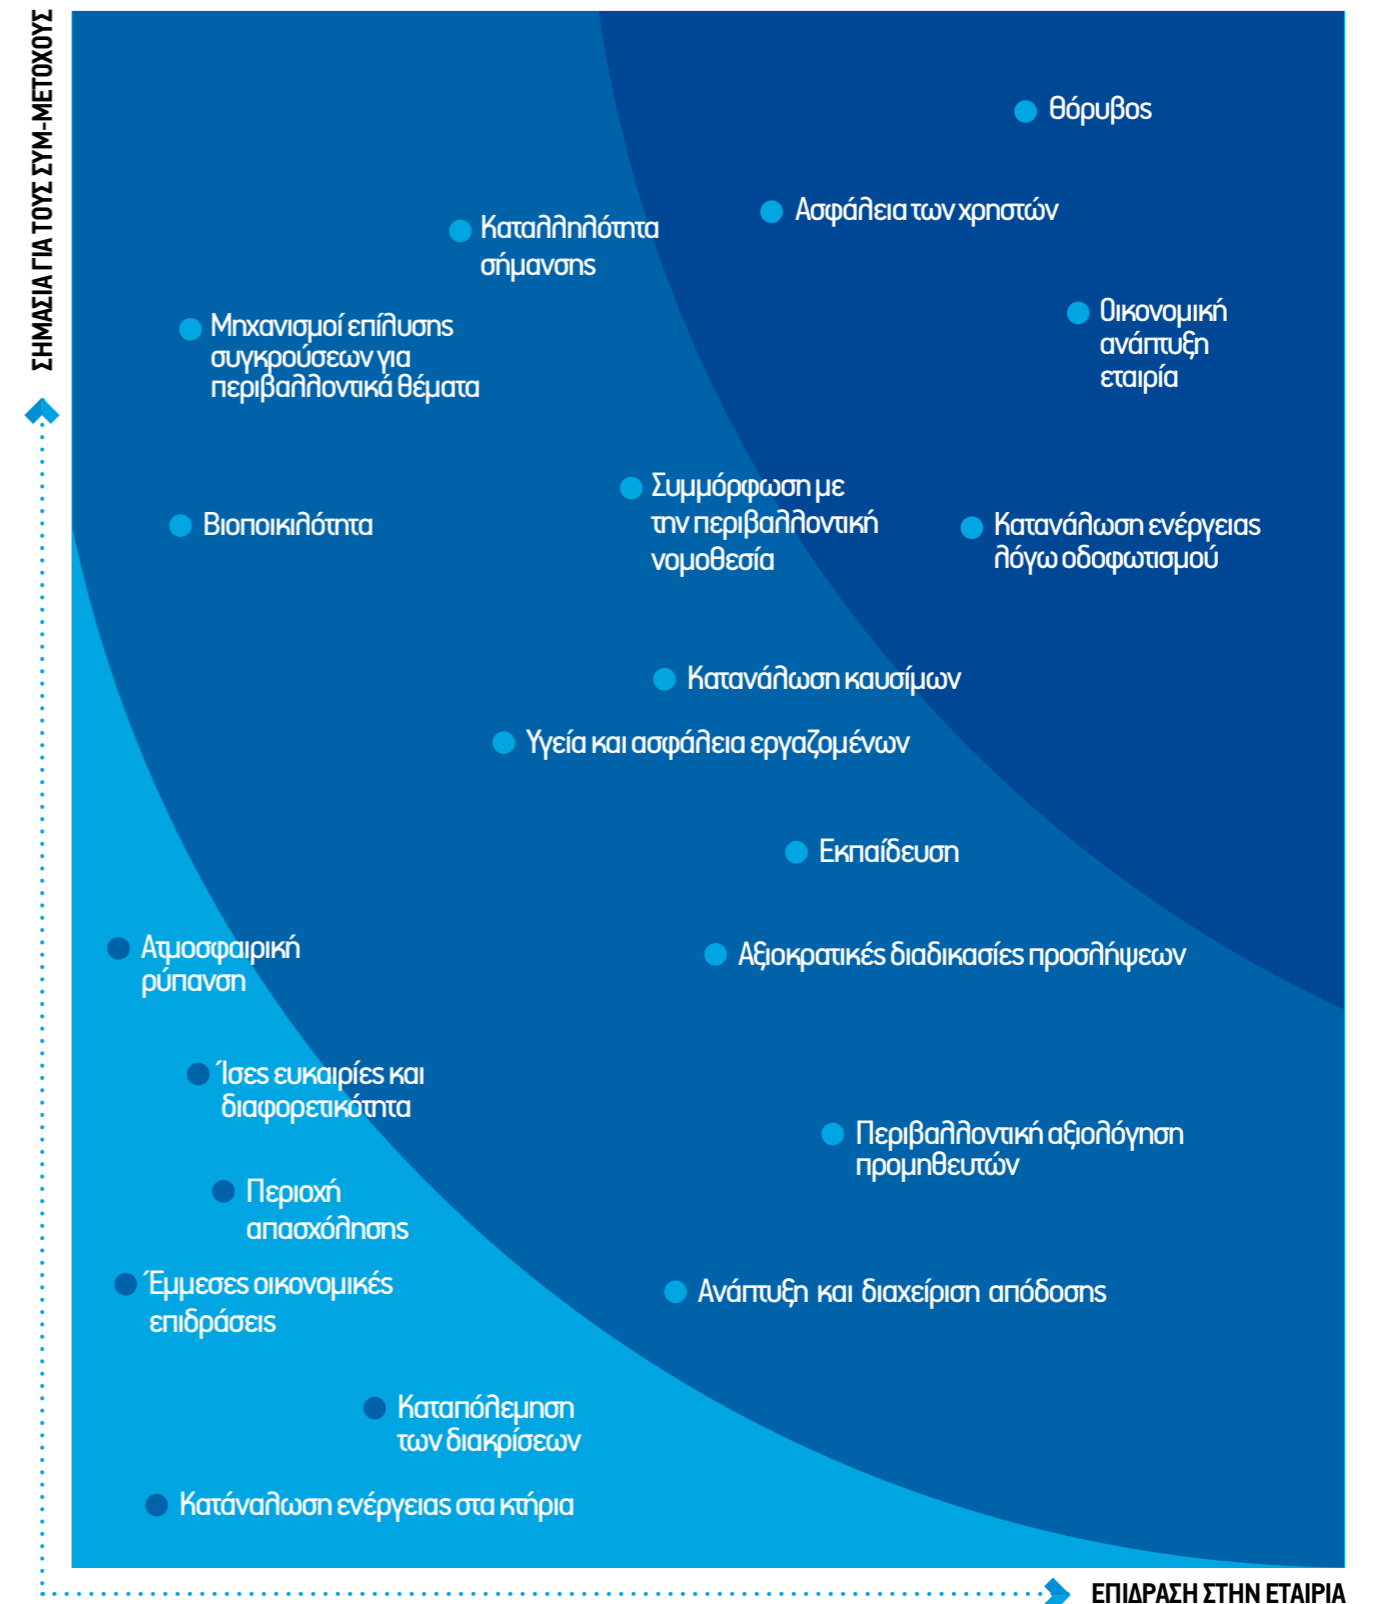 ΣΗΜΑΣΙΑ ΓΙΑ ΤΟΥΣ ΣΥΜ-ΜΕΤΟΧΟΥΣ
Θόρυβος
Ασφάλεια των χρηστών
Καταλληλότητα
σήμανσης
Οικονομική
ανάπτυξη
εταιρία
Μηχανισμοί επίλυσης
συγκρούσεων για
περιβαλλοντικά θέματα
Συμμόρφωση με
την περιβαλλοντική
νομοθεσία
Βιοποικιλότητα
Κατανάλωση ενέργειας
λόγω οδοφωτισμού
Κατανάλωση καυσίμων
Υγεία και ασφάλεια εργαζομένων
Εκπαίδευση
Ατμοσφαιρική
ρύπανση
Αξιοκρατικές διαδικασίες προσλήψεων
Ίσες ευκαιρίες και
διαφορετικότητα
Περιβαλλοντική αξιολόγηση
προμηθευτών
Περιοχή
απασχόλησης
Έμμεσες οικονομικές
επιδράσεις
Ανάπτυξη και διαχείριση απόδοσης
Καταπόλεμηση
των διακρίσεων
Κατάναλωση ενέργειας στα κτήρια
ΕΠΙΔΡΑΣΗ ΣΤΗΝ ΕΤΑΙΡΙΑ